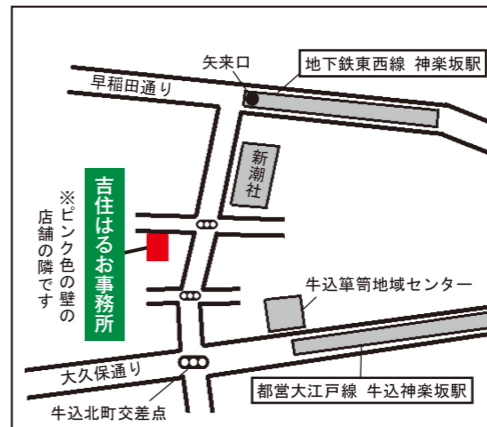 矢来口
地下鉄東西線 神楽坂駅
早稲田通り
新潮社
吉住はるお事務所
※ピンク色の壁の
店舗の隣です
牛込箪笥地域センター
大久保通り
都営大江戸線 牛込神楽坂駅
牛込北町交差点